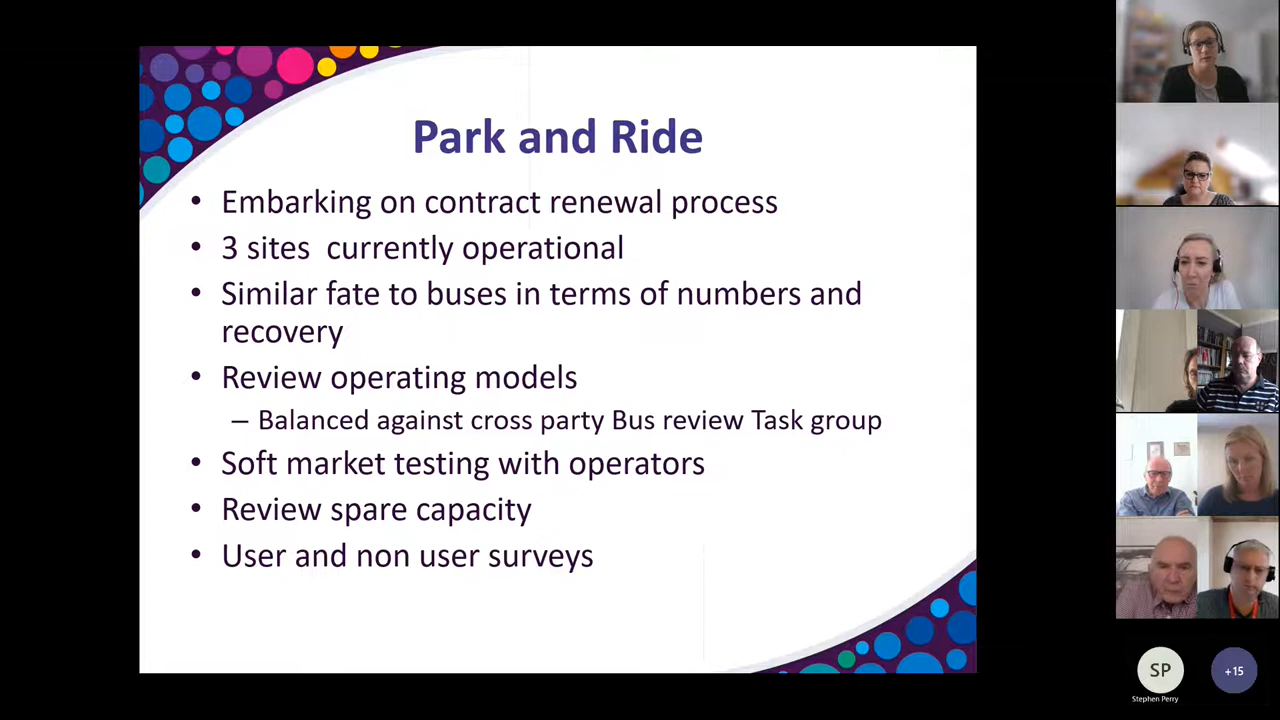 Park and Ride
• Embarking on contract renewal process
• 3 sites  currently operational
• Similar fate to buses in terms of numbers and
recovery
• Review operating models
– Balanced against cross party Bus review Task group
• Soft market testing with operators
• Review spare capacity
• User and non user surveys
SP
+15
Stephen Perry